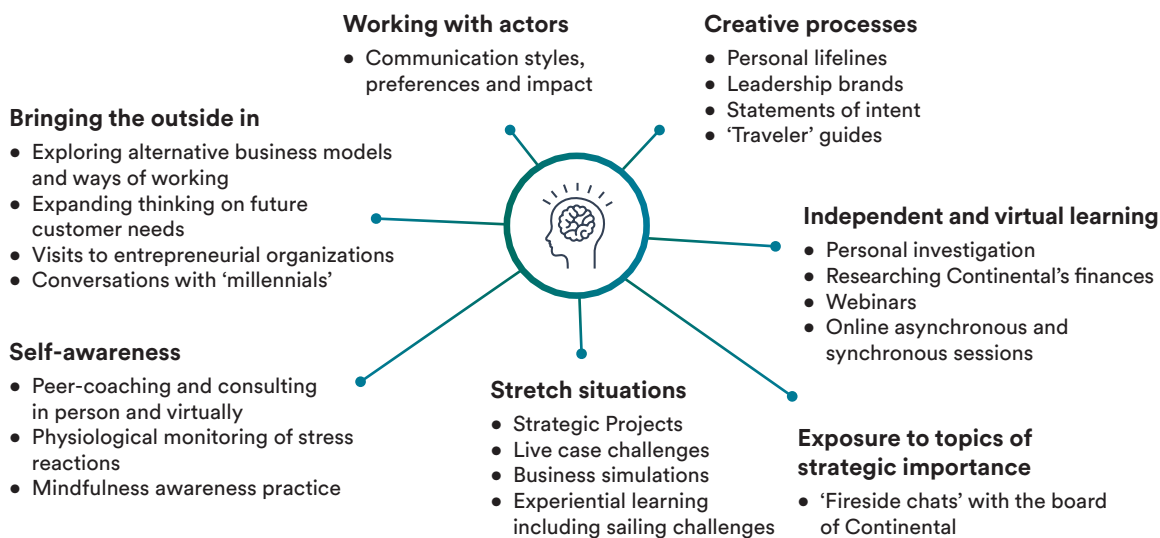 Working with actors
● Communication styles,
preferences and impact
Creative processes
● Personal lifelines
● Leadership brands
● Statements of intent
● ‘Traveler’ guides
Bringing the outside in
● Exploring alternative business models
and ways of working
● Expanding thinking on future
customer needs
● Visits to entrepreneurial organizations
● Conversations with ‘millennials’
Independent and virtual learning
● Personal investigation
● Researching Continental’s finances
● Webinars
● Online asynchronous and
synchronous sessions
Self-awareness
● Peer-coaching and consulting
in person and virtually
● Physiological monitoring of stress
reactions
● Mindfulness awareness practice
Stretch situations
● Strategic Projects
● Live case challenges
● Business simulations
● Experiential learning
including sailing challenges
Exposure to topics of
strategic importance
● ‘Fireside chats’ with the board
of Continental